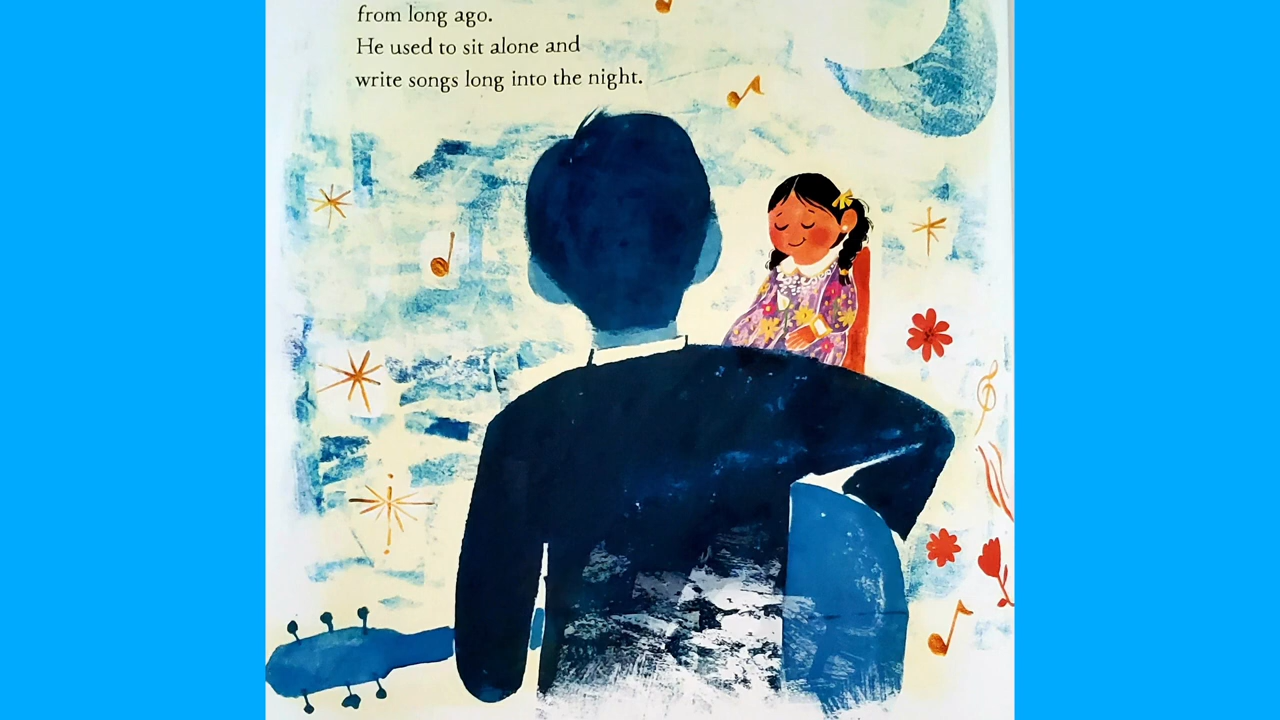 from long ago.
He used to sit alone and
write songs long into the night.